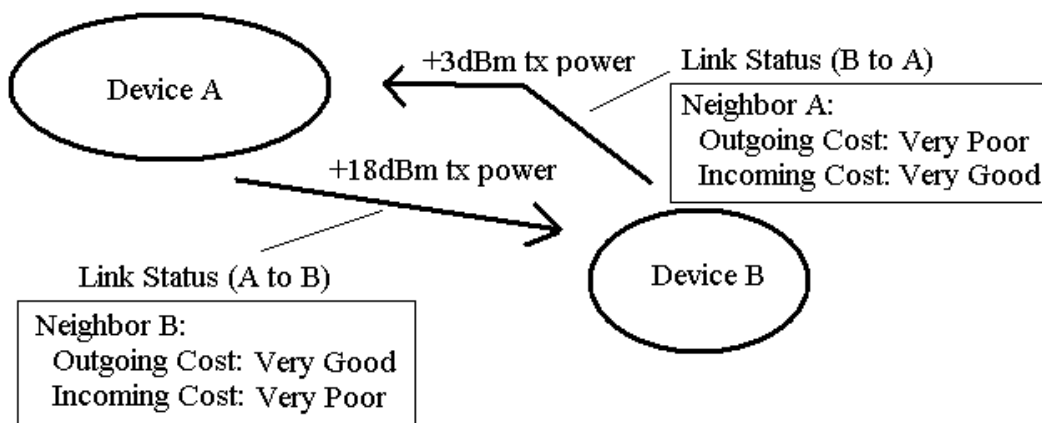 Device A
+3dBm tx power
Link Status (B to A)
Neighbor A:
Outgoing Cost: Very Poor
Incoming Cost: Very Good
+18dBm tx power
Device B
Link Status (A to B)
Neighbor B:
Outgoing Cost: Very Good
Incoming Cost: Very Poor